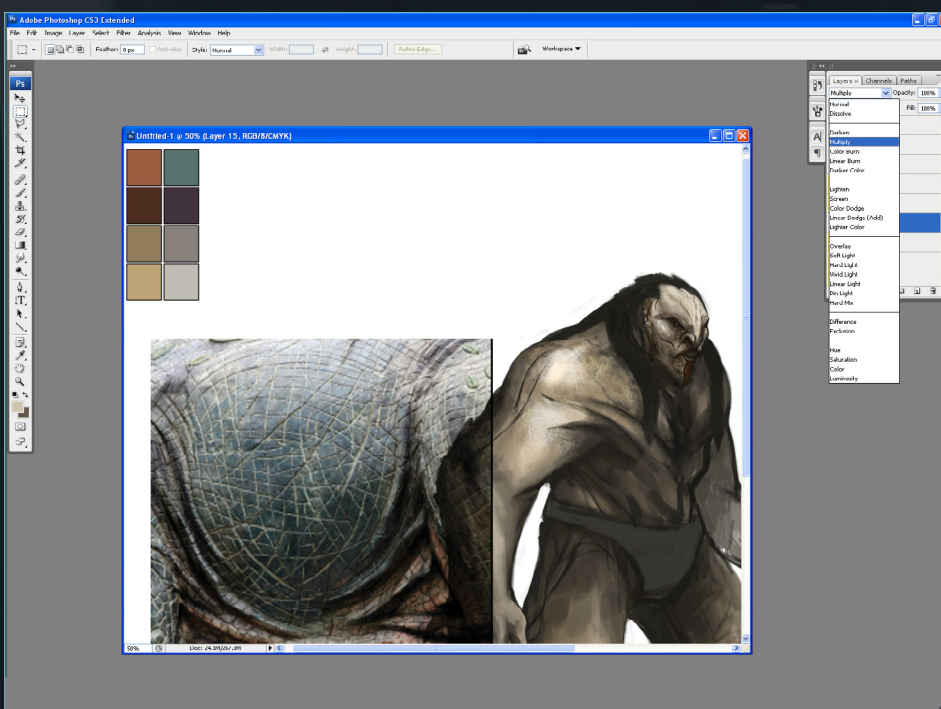 Adobe Photoshop CS3 Extended
File Edit Image Layer Select Filter Analysis View Window Help
Feather: 0 px Anti-alias Style: Normal Width: Height: Refine Edge... Workspace
Ps
Layers × Channels Paths
Multiply Opacity: 100%
Fill: 100%
Normal
Dissolve
Darken
Multiply
Color Burn
Linear Burn
Darker Color
Lighten
Screen
Color Dodge
Linear Dodge (Add)
Lighter Color
Overlay
Soft Light
Hard Light
Vivid Light
Linear Light
Pin Light
Hard Mix
Difference
Exclusion
Hue
Saturation
Color
Luminosity
Untitled-1 @ 50% (Layer 15, RGB/8/CMYK)
50% Doc: